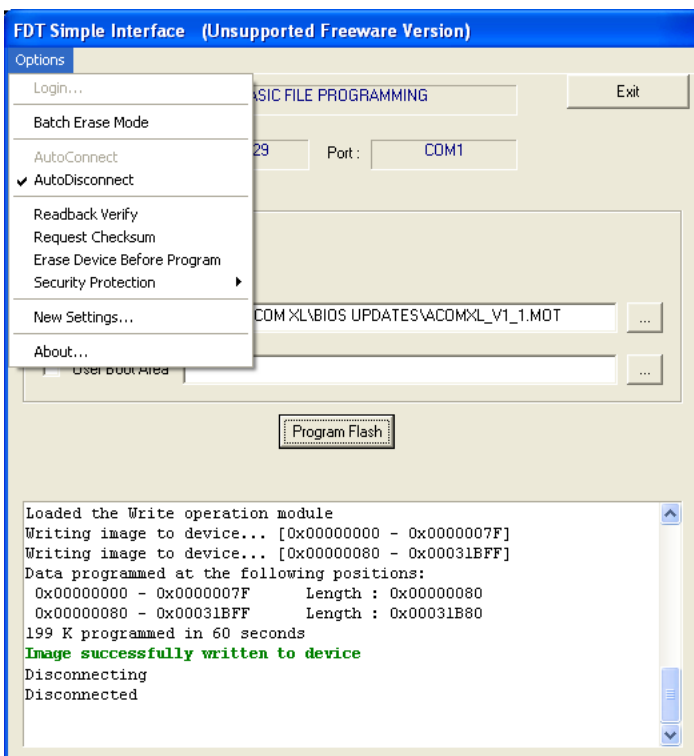 FDT Simple Interface (Unsupported Freeware Version)
Options
Login...
Batch Erase Mode
AutoConnect
AutoDisconnect
Readback Verify
Request Checksum
Erase Device Before Program
Security Protection
New Settings...
About...
ASIC FILE PROGRAMMING
Exit
29 Port : COM1
COM XL\BIOS UPDATES\ACOMXL_V1_1.MOT ...
User Boot Area ...
Program Flash
Loaded the Write operation module
Writing image to device... [0x00000000 - 0x0000007F]
Writing image to device... [0x00000080 - 0x00031BFF]
Data programmed at the following positions:
0x00000000 - 0x0000007F Length : 0x00000080
0x00000080 - 0x00031BFF Length : 0x00031B80
199 K programmed in 60 seconds
Image successfully written to device
Disconnecting
Disconnected